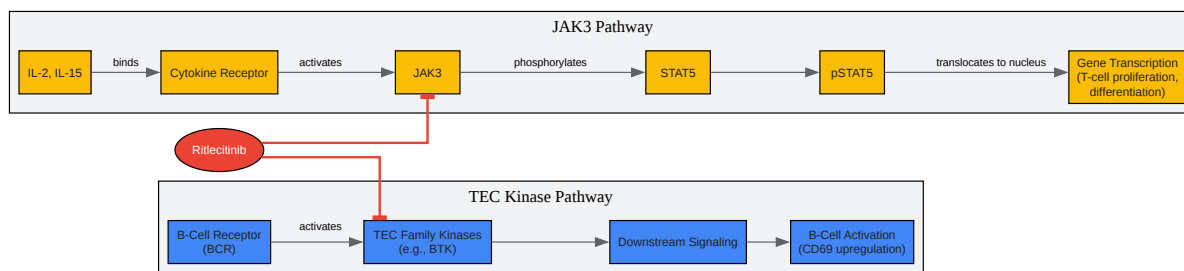 JAK3 Pathway
IL-2, IL-15
binds
Cytokine Receptor
activates
JAK3
phosphorylates
STAT5
pSTAT5
translocates to nucleus
Gene Transcription
(T-cell proliferation,
differentiation)
Ritlecitinib
TEC Kinase Pathway
B-Cell Receptor
(BCR)
activates
TEC Family Kinases
(e.g., BTK)
Downstream Signaling
B-Cell Activation
(CD69 upregulation)